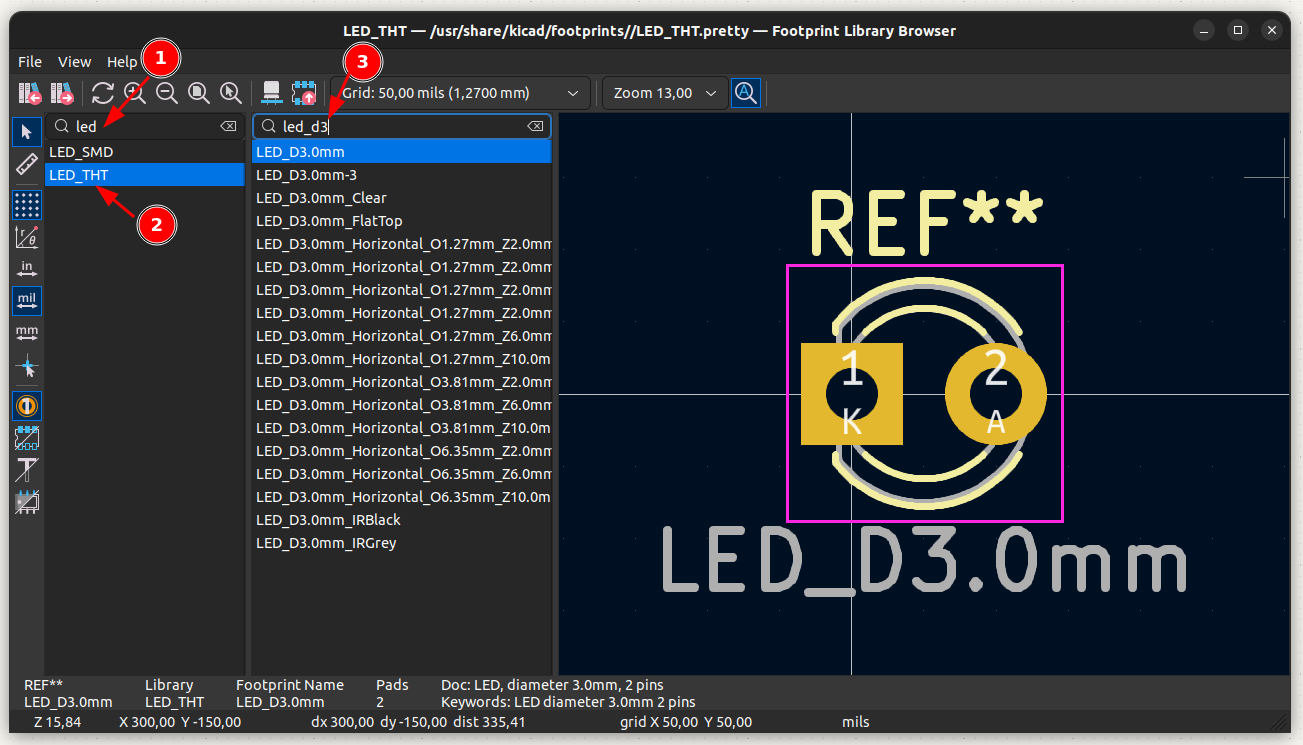 LED_THT — /usr/share/kicad/footprints//LED_THT.pretty — Footprint Library Browser
File View Help 1
3
Grid: 50,00 mils (1,2700 mm) Zoom 13,00
led
led_d3
LED_SMD
LED_THT
2
LED_D3.0mm
LED_D3.0mm-3
LED_D3.0mm_Clear
LED_D3.0mm_FlatTop
LED_D3.0mm_Horizontal_O1.27mm_Z2.0mm
LED_D3.0mm_Horizontal_O1.27mm_Z2.0mm
LED_D3.0mm_Horizontal_O1.27mm_Z2.0mm
LED_D3.0mm_Horizontal_O1.27mm_Z2.0mm
LED_D3.0mm_Horizontal_O1.27mm_Z6.0mm
LED_D3.0mm_Horizontal_O1.27mm_Z10.0m
LED_D3.0mm_Horizontal_O3.81mm_Z2.0mm
LED_D3.0mm_Horizontal_O3.81mm_Z6.0mm
LED_D3.0mm_Horizontal_O3.81mm_Z10.0m
LED_D3.0mm_Horizontal_O6.35mm_Z2.0mm
LED_D3.0mm_Horizontal_O6.35mm_Z6.0mm
LED_D3.0mm_Horizontal_O6.35mm_Z10.0m
LED_D3.0mm_IRBlack
LED_D3.0mm_IRGrey
r θ
in
mil
mm
REF**
1 2
K A
LED_D3.0mm
REF** Library Footprint Name Pads Doc: LED, diameter 3.0mm, 2 pins
LED_D3.0mm LED_THT LED_D3.0mm 2 Keywords: LED diameter 3.0mm 2 pins
Z 15,84 X 300,00 Y -150,00 dx 300,00 dy -150,00 dist 335,41 grid X 50,00 Y 50,00 mils